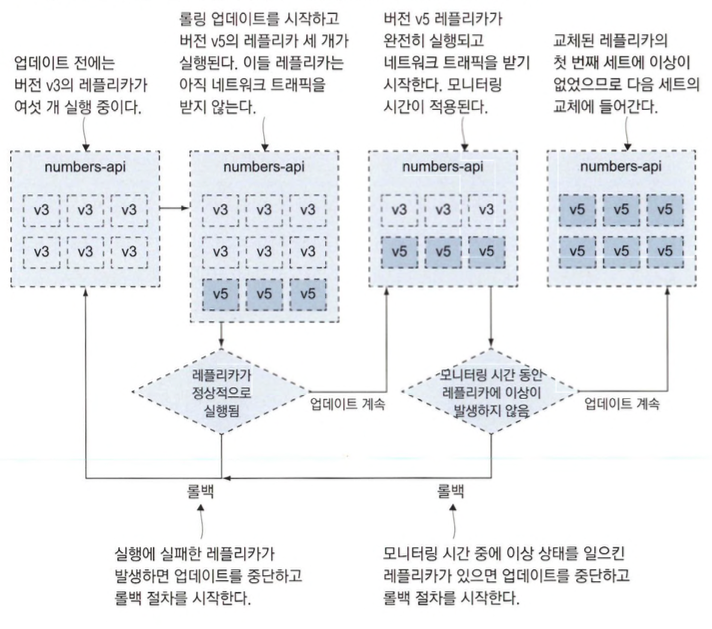 업데이트 전에는
버전 v3의 레플리카가
여섯 개 실행 중이다.
롤링 업데이트를 시작하고
버전 v5의 레플리카 세 개가
실행된다. 이들 레플리카는
아직 네트워크 트래픽을
받지 않는다.
버전 v5 레플리카가
완전히 실행되고
네트워크 트래픽을 받기
시작한다. 모니터링
시간이 적용된다.
교체된 레플리카의
첫 번째 세트에 이상이
없었으므로 다음 세트의
교체에 들어간다.
numbers-api
v3 v3 v3
v3 v3 v3
numbers-api
v3 v3 v3
v3 v3 v3
v5 v5 v5
numbers-api
v3 v3 v3
v5 v5 v5
numbers-api
v5 v5 v5
v5 v5 v5
레플리카가
정상적으로
실행됨
업데이트 계속
모니터링 시간 동안
레플리카에 이상이
발생하지 않음
업데이트 계속
롤백
롤백
실행에 실패한 레플리카가
발생하면 업데이트를 중단하고
롤백 절차를 시작한다.
모니터링 시간 중에 이상 상태를 일으킨
레플리카가 있으면 업데이트를 중단하고
롤백 절차를 시작한다.